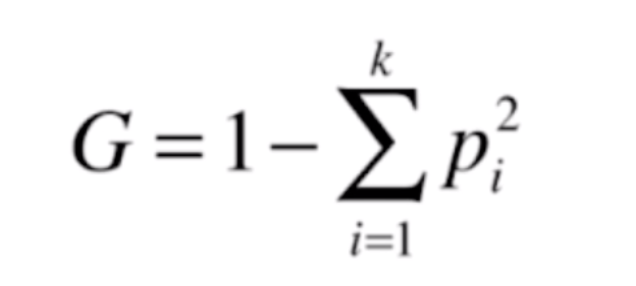 G = 1 − ∑_{i=1}^{k} p_i^2